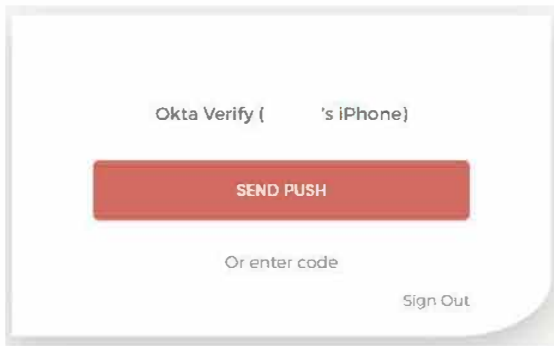 Okta Verify ( 's iPhone)
SEND PUSH
Or enter code
Sign Out